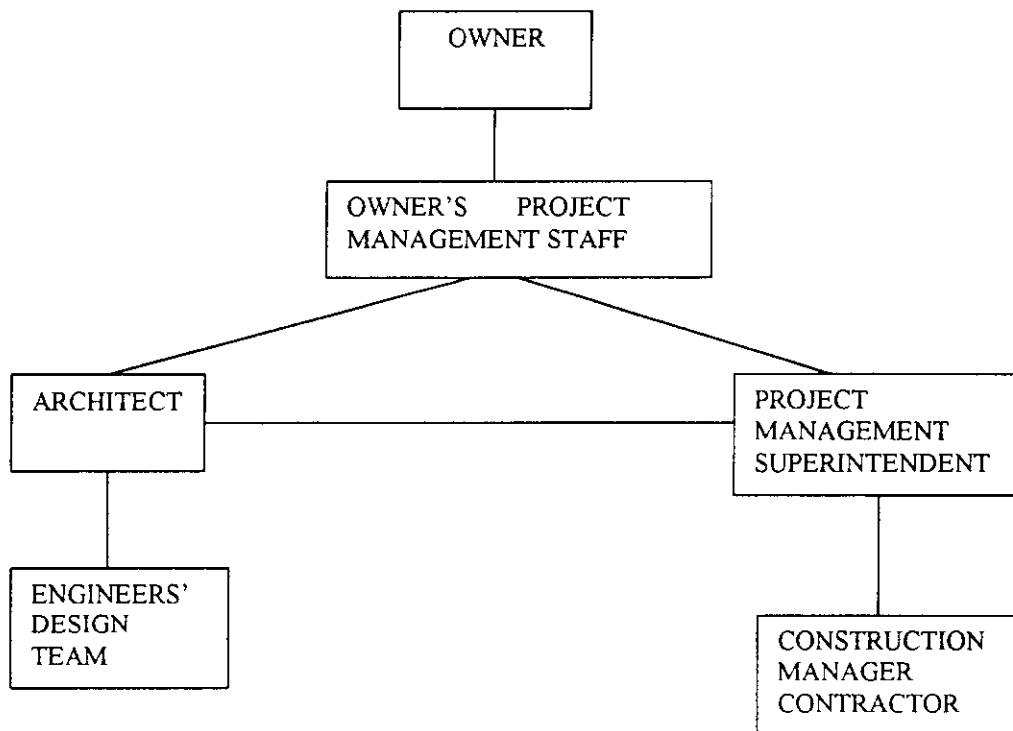 OWNER
OWNER'S PROJECT
MANAGEMENT STAFF
ARCHITECT
PROJECT
MANAGEMENT
SUPERINTENDENT
ENGINEERS'
DESIGN
TEAM
CONSTRUCTION
MANAGER
CONTRACTOR